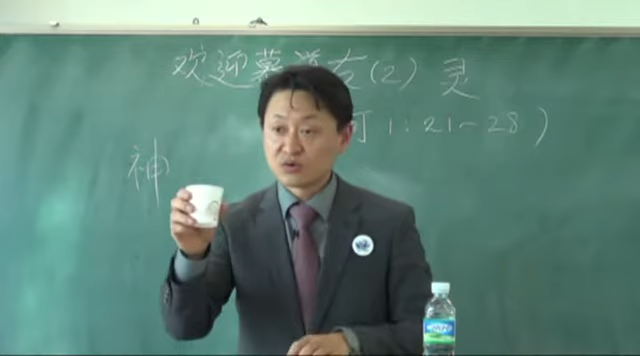 欢迎慕道友(2) 灵
可 1:21-28)
神